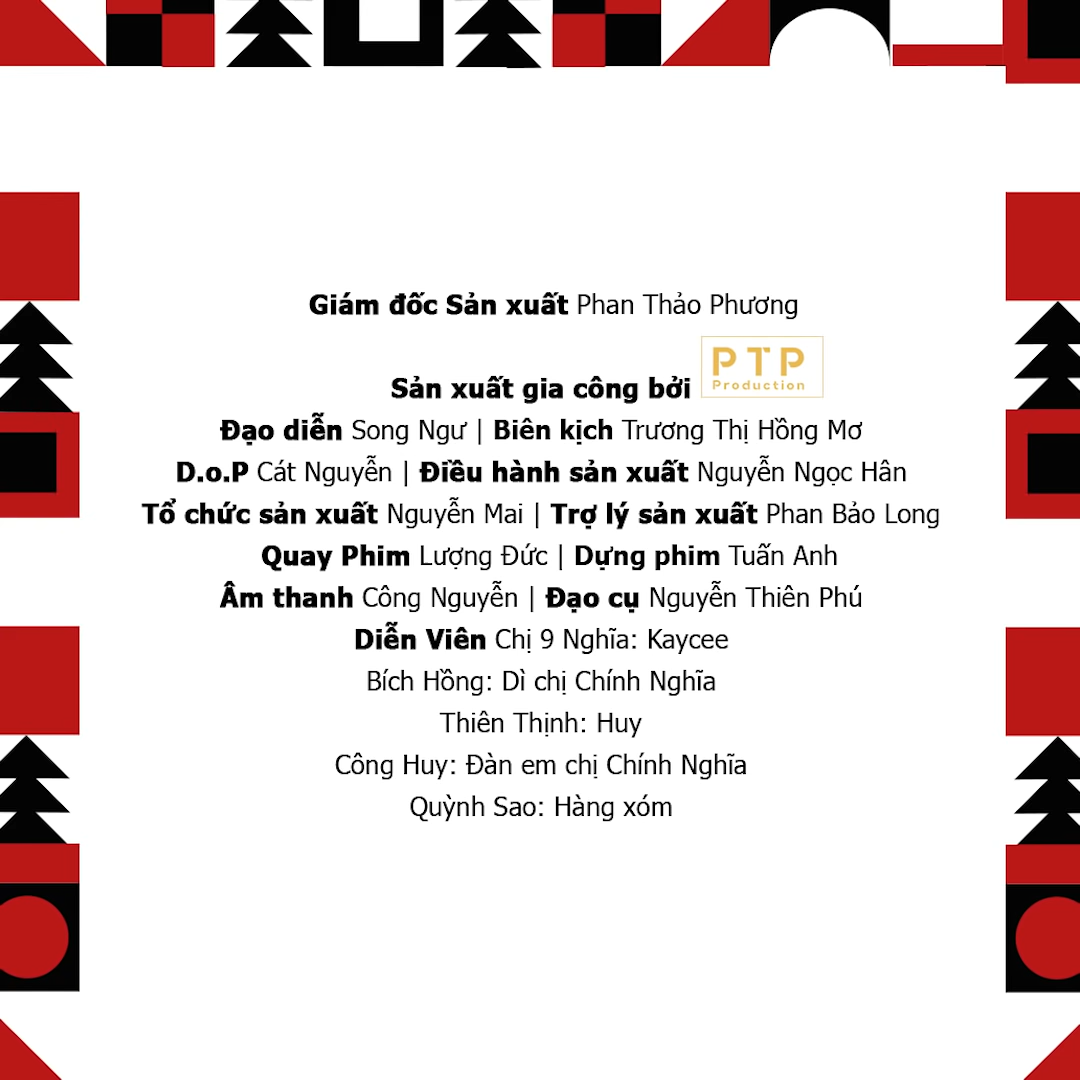 Giám đốc Sản xuất Phan Thảo Phương
PTP
Production
Sản xuất gia công bởi
Đạo diễn Song Ngư | Biên kịch Trương Thị Hồng Mơ
D.o.P Cát Nguyễn | Điều hành sản xuất Nguyễn Ngọc Hân
Tổ chức sản xuất Nguyễn Mai | Trợ lý sản xuất Phan Bảo Long
Quay Phim Lượng Đức | Dựng phim Tuấn Anh
Âm thanh Công Nguyễn | Đạo cụ Nguyễn Thiên Phú
Diễn Viên Chị 9 Nghĩa: Kaycee
Bích Hồng: Dì chị Chính Nghĩa
Thiên Thịnh: Huy
Công Huy: Đàn em chị Chính Nghĩa
Quỳnh Sao: Hàng xóm